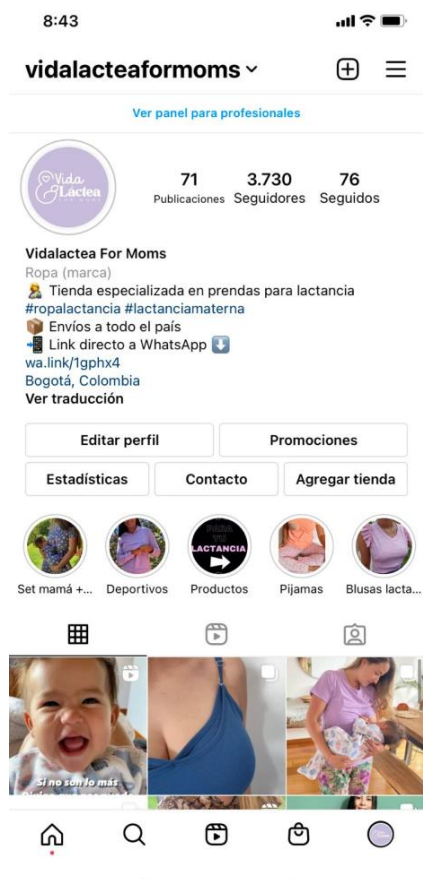 8:43
vidalacteaformoms
Ver panel para profesionales
Vida
Láctea
FOR MOMS
71 3.730 76
Publicaciones Seguidores Seguidos
Vidalactea For Moms
Ropa (marca)
Tienda especializada en prendas para lactancia
#ropalactancia #lactanciamaterna
Envíos a todo el país
Link directo a WhatsApp
wa.link/1gphx4
Bogotá, Colombia
Ver traducción
Editar perfil Promociones
Estadísticas Contacto Agregar tienda
PARA
TU
LACTANCIA
Set mamá +... Deportivos Productos Pijamas Blusas lacta...
Si no son lo más